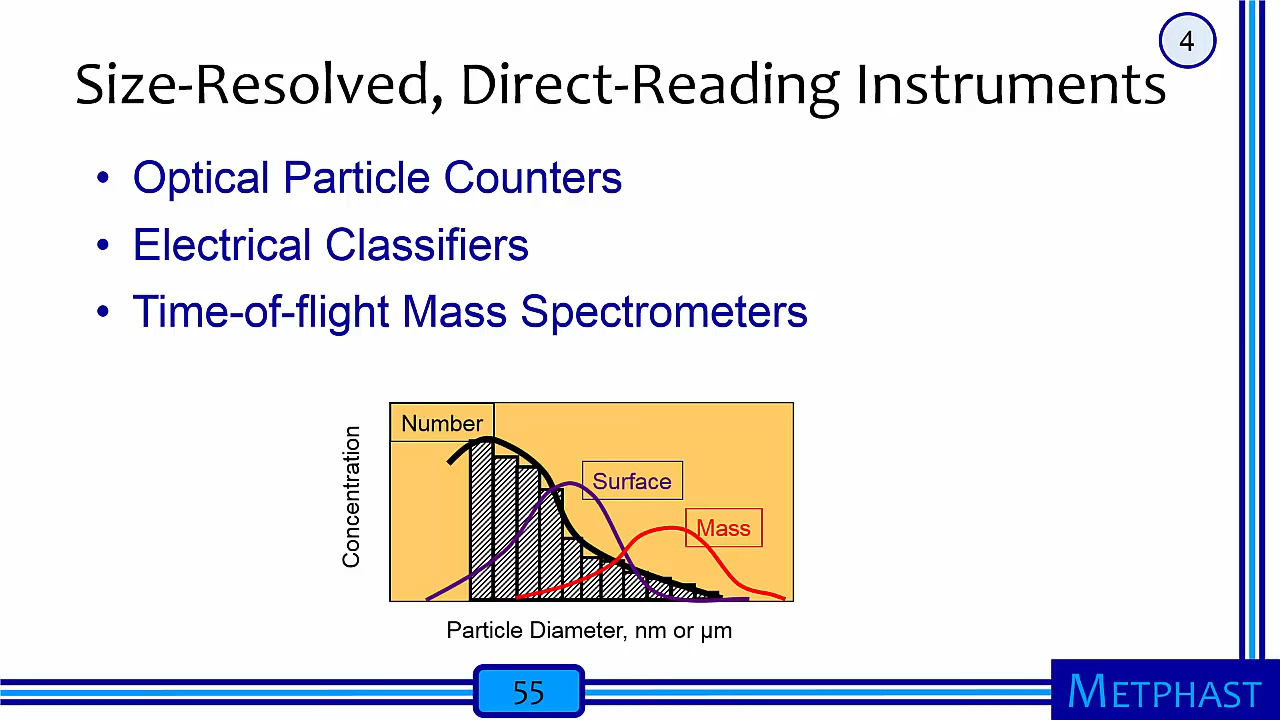 4
Size-Resolved, Direct-Reading Instruments
• Optical Particle Counters
• Electrical Classifiers
• Time-of-flight Mass Spectrometers
Number
Surface
Mass
Concentration
Particle Diameter, nm or µm
55
METPHAST